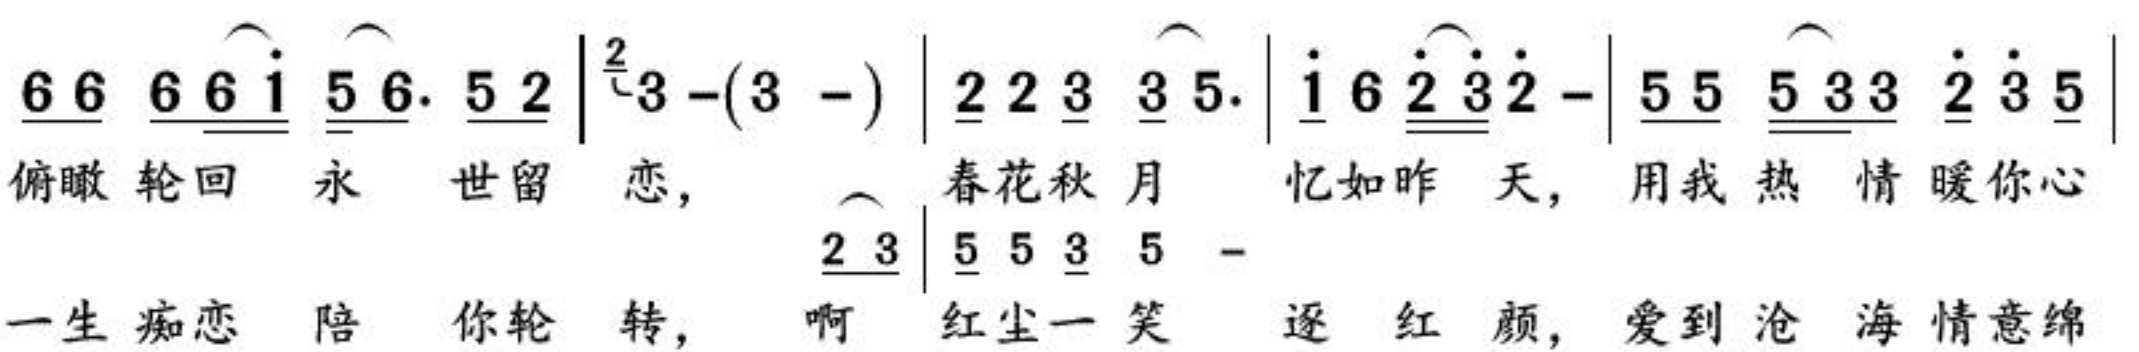 6 6 6 6 1̇ 5 6. 5 2 | 2 3 - (3 - ) | 2 2 3 3 5. | 1̇ 6 2̇ 3̇ 2̇ - | 5 5 5 3 3 2̇ 3̇ 5 |
俯瞰轮回 永 世留 恋， 春花秋月 忆如昨 天， 用我热 情暖你心
2 3 | 5 5 3 5 -
一生痴恋 陪 你轮 转， 啊 红尘一笑 逐 红 颜， 爱到沧 海情意绵